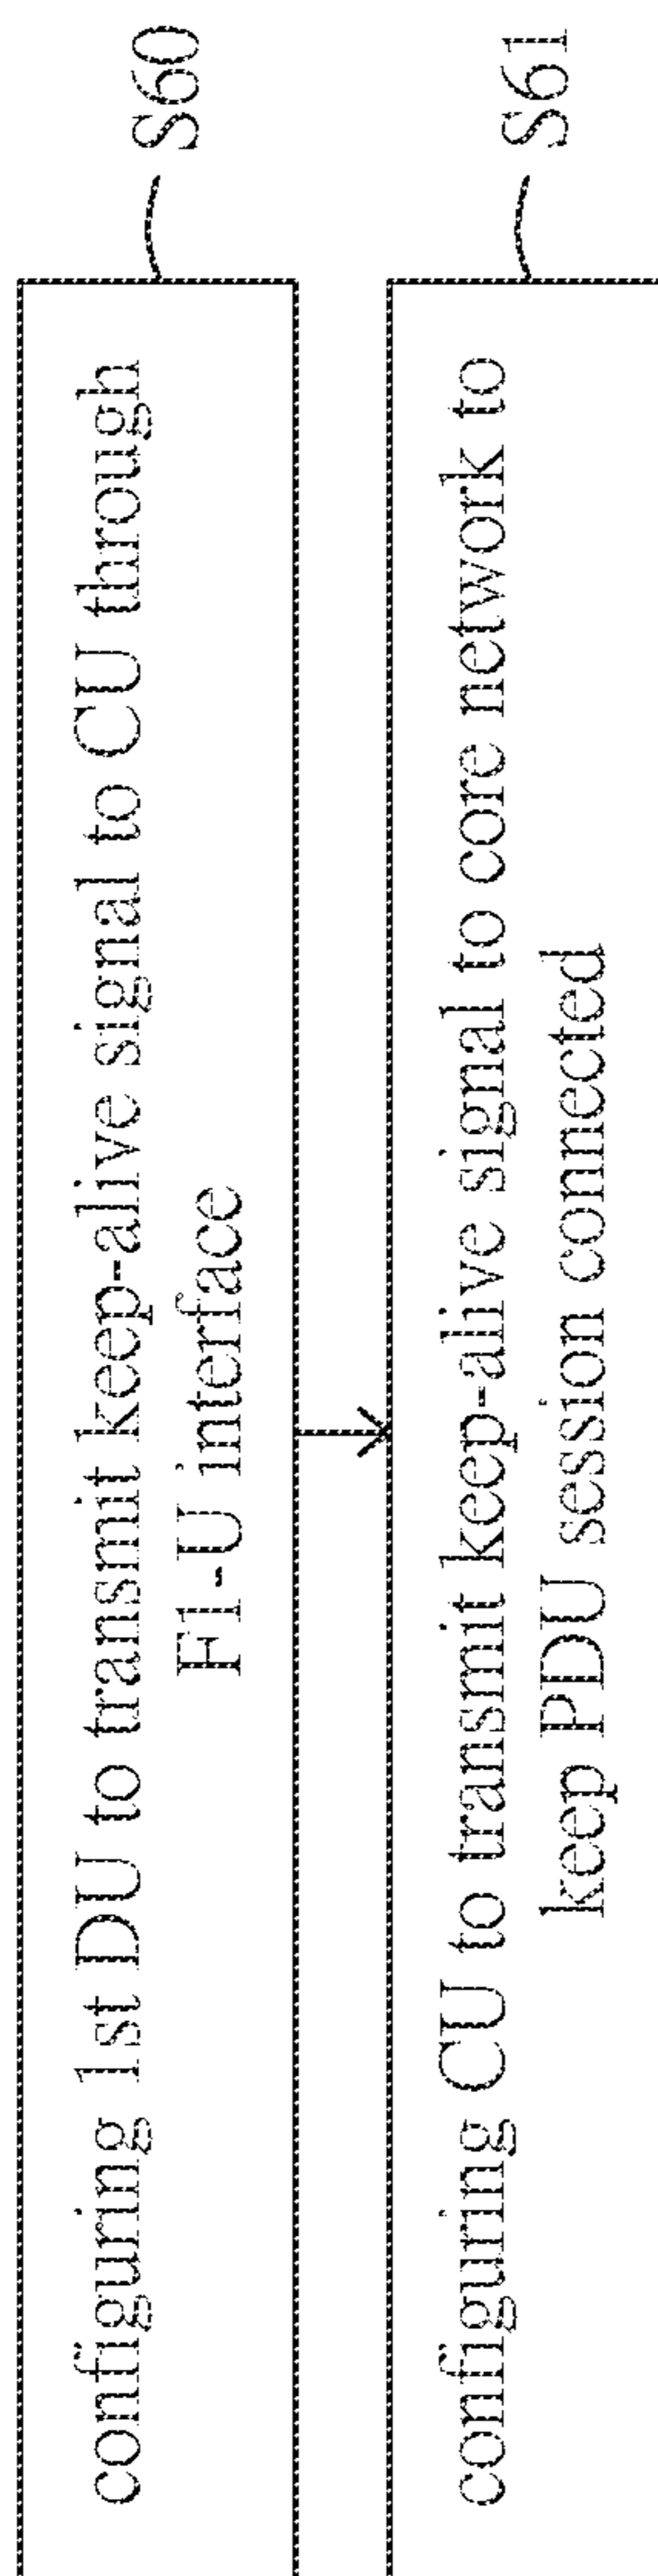 configuring 1st DU to transmit keep-alive signal to CU through
F1-U interface
S60
configuring CU to transmit keep-alive signal to core network to
keep PDU session connected
S61